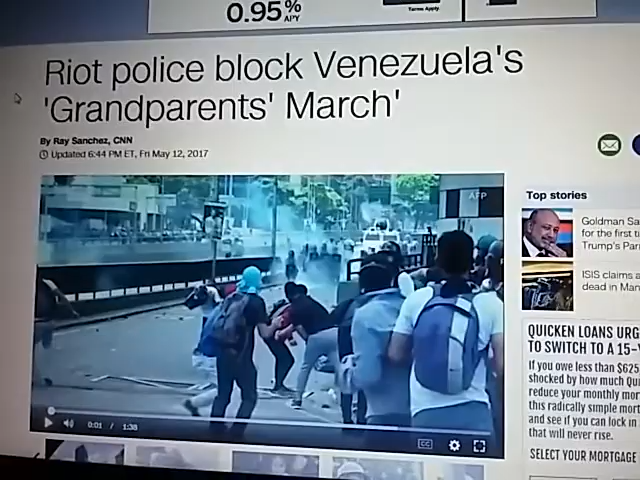 0.95% APY
Terms Apply.
Riot police block Venezuela's
'Grandparents' March'
By Ray Sanchez, CNN
Updated 6:44 PM ET, Fri May 12, 2017
AFP
0:01 / 1:38
CC
Top stories
Goldman Sa
for the first ti
Trump's Par
ISIS claims a
dead in Man
QUICKEN LOANS URG
TO SWITCH TO A 15-
If you owe less than $625
shocked by how much Qui
reduce your monthly mor
this radically simple mort
and see if you can lock in
that will never rise.
SELECT YOUR MORTGAGE